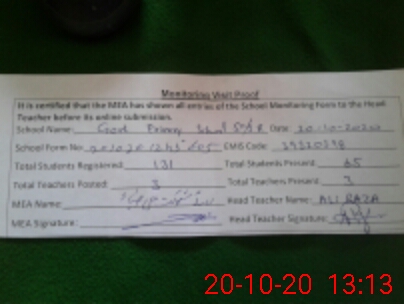 Monitoring Visit Proof
It is certified that the MEA has shown all entries of the School Monitoring Form to the Head
Teacher before its online submission.
School Name: Primary Date: 20-10-2020
School Form No: EMIS Code:
Total Students Registered: 131 Total Students Present: 65
Total Teachers Posted: 3 Total Teachers Present: 3
MEA Name: Head Teacher Name: ALI RAZA
MEA Signature: Head Teacher Signature:
20-10-20 13:13